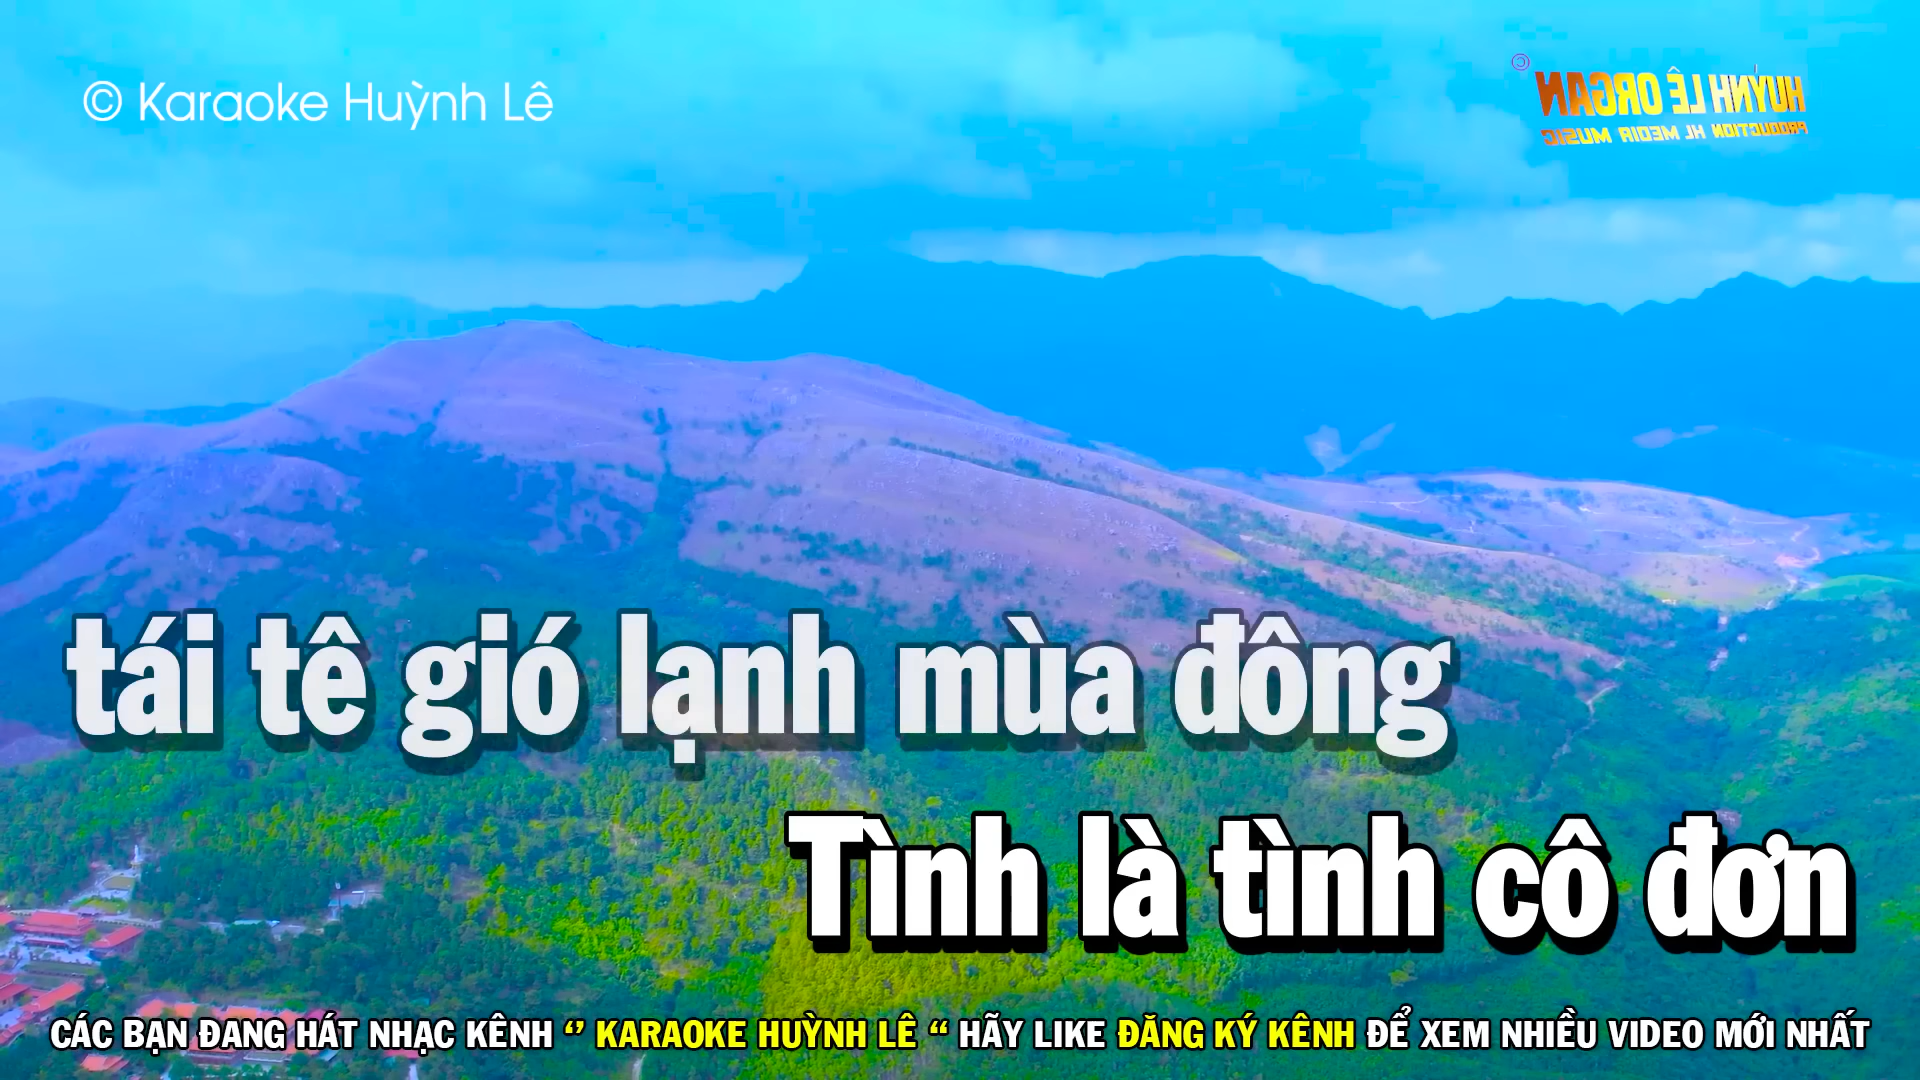 © Karaoke Huỳnh Lê
©
HUỲNH LÊ ORGAN
PRODUCTION HL MEDIA MUSIC
tái tê gió lạnh mùa đông
Tình là tình cô đơn
CÁC BẠN ĐANG HÁT NHẠC KÊNH ‘’ KARAOKE HUỲNH LÊ “ HÃY LIKE ĐĂNG KÝ KÊNH ĐỂ XEM NHIỀU VIDEO MỚI NHẤT